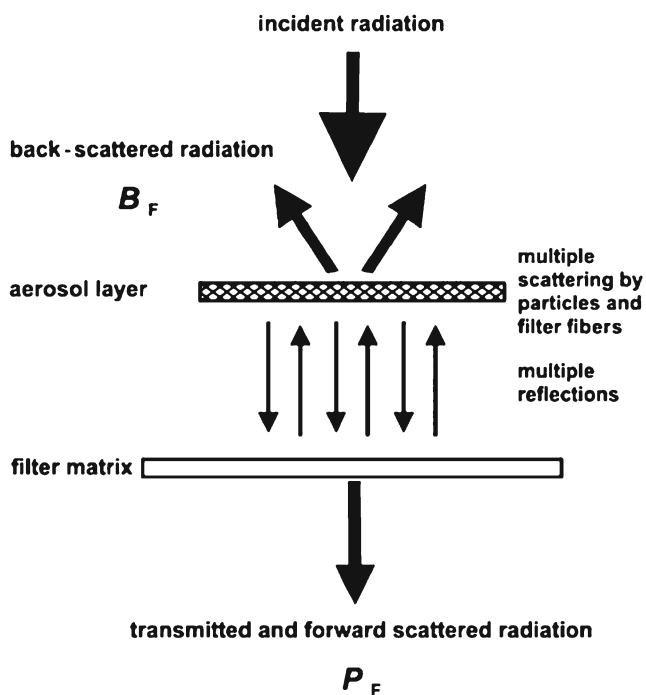 incident radiation
back-scattered radiation
B F
aerosol layer
multiple
scattering by
particles and
filter fibers
multiple
reflections
filter matrix
transmitted and forward scattered radiation
P F